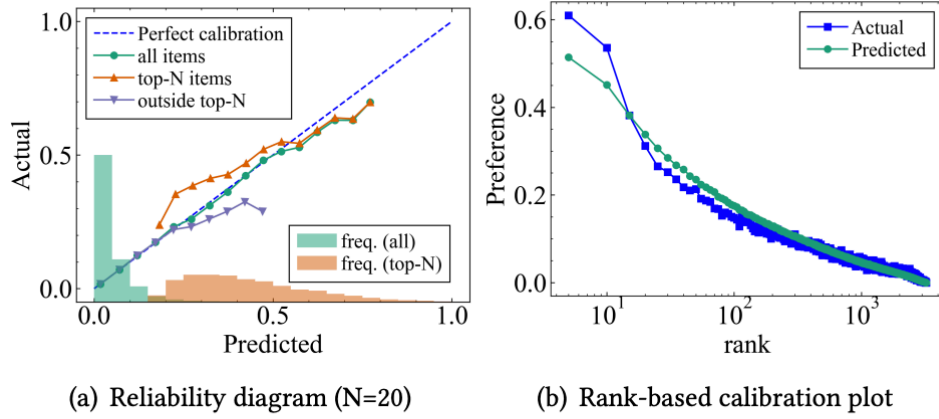 1.0
0.5
0.0
Actual
Perfect calibration
all items
top-N items
outside top-N
freq. (all)
freq. (top-N)
0.0 0.5 1.0
Predicted
(a) Reliability diagram (N=20)
0.6
0.4
0.2
0.0
Preference
Actual
Predicted
10¹ 10² 10³
rank
(b) Rank-based calibration plot